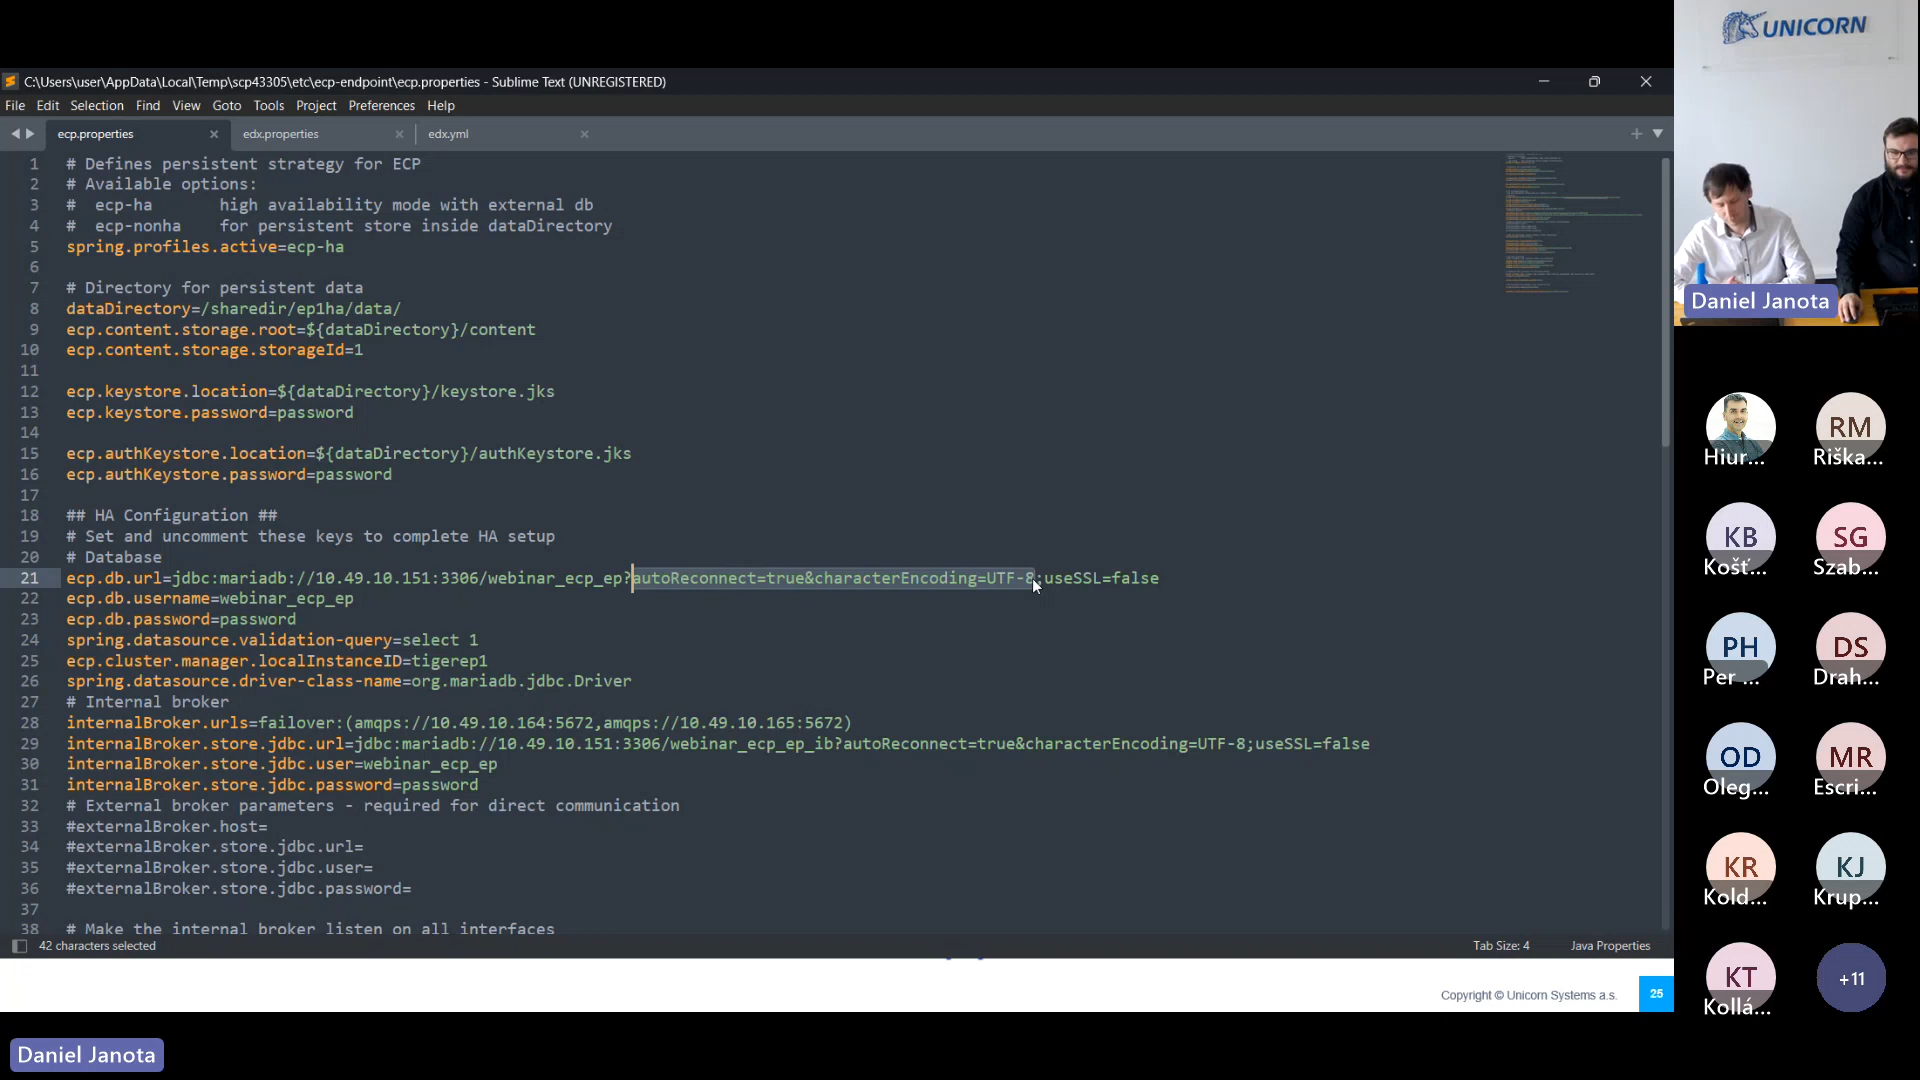 C:\Users\user\AppData\Local\Temp\scp43305\etc\ecp-endpoint\ecp.properties - Sublime Text (UNREGISTERED)
File Edit Selection Find View Goto Tools Project Preferences Help
ecp.properties edx.properties edx.yml
1 # Defines persistent strategy for ECP
2 # Available options:
3 #  ecp-ha       high availability mode with external db
4 #  ecp-nonha    for persistent store inside dataDirectory
5 spring.profiles.active=ecp-ha
6
7 # Directory for persistent data
8 dataDirectory=/sharedir/ep1ha/data/
9 ecp.content.storage.root=${dataDirectory}/content
10 ecp.content.storage.storageId=1
11
12 ecp.keystore.location=${dataDirectory}/keystore.jks
13 ecp.keystore.password=password
14
15 ecp.authKeystore.location=${dataDirectory}/authKeystore.jks
16 ecp.authKeystore.password=password
17
18 ## HA Configuration ##
19 # Set and uncomment these keys to complete HA setup
20 # Database
21 ecp.db.url=jdbc:mariadb://10.49.10.151:3306/webinar_ecp_ep?autoReconnect=true&characterEncoding=UTF-8;useSSL=false
22 ecp.db.username=webinar_ecp_ep
23 ecp.db.password=password
24 spring.datasource.validation-query=select 1
25 ecp.cluster.manager.localInstanceID=tigerep1
26 spring.datasource.driver-class-name=org.mariadb.jdbc.Driver
27 # Internal broker
28 internalBroker.urls=failover:(amqps://10.49.10.164:5672,amqps://10.49.10.165:5672)
29 internalBroker.store.jdbc.url=jdbc:mariadb://10.49.10.151:3306/webinar_ecp_ep_ib?autoReconnect=true&characterEncoding=UTF-8;useSSL=false
30 internalBroker.store.jdbc.user=webinar_ecp_ep
31 internalBroker.store.jdbc.password=password
32 # External broker parameters - required for direct communication
33 #externalBroker.host=
34 #externalBroker.store.jdbc.url=
35 #externalBroker.store.jdbc.user=
36 #externalBroker.store.jdbc.password=
37
38 # Make the internal broker listen on all interfaces
42 characters selected Tab Size: 4 Java Properties
Copyright © Unicorn Systems a.s. 25
Daniel Janota
UNICORN
Daniel Janota
Hiur... RM Riška...
KB Košť... SG Szab...
PH Per ... DS Drah...
OD Oleg... MR Escri...
KR Kold... KJ Krup...
KT Kollá... +11